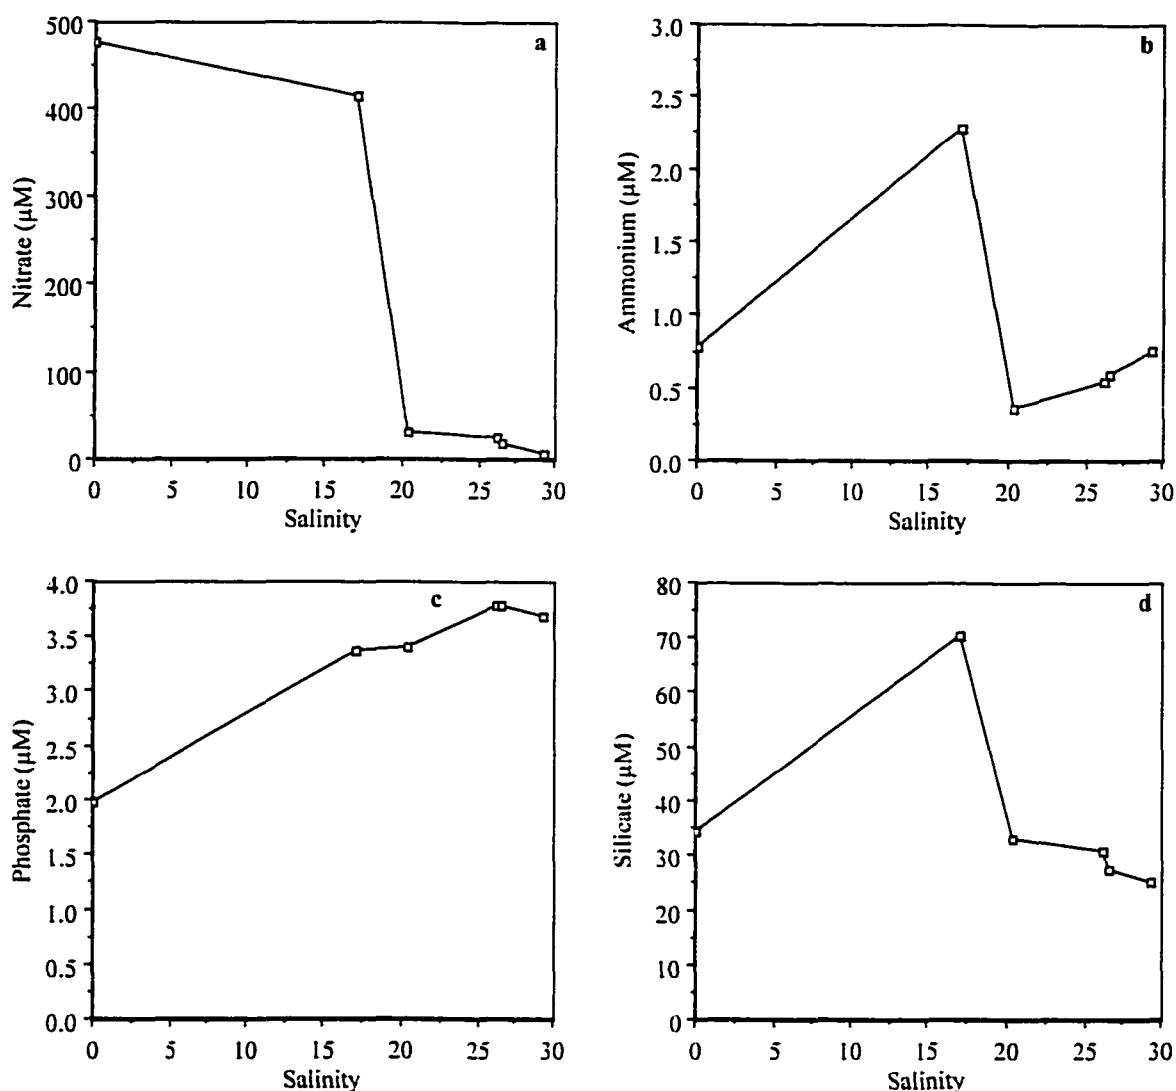 500
400
300
200
100
0
Nitrate (µM)
a
0 5 10 15 20 25 30
Salinity
3.0
2.5
2.0
1.5
1.0
0.5
0.0
Ammonium (µM)
b
0 5 10 15 20 25 30
Salinity
4.0
3.5
3.0
2.5
2.0
1.5
1.0
0.5
0.0
Phosphate (µM)
c
0 5 10 15 20 25 30
Salinity
80
70
60
50
40
30
20
10
0
Silicate (µM)
d
0 5 10 15 20 25 30
Salinity